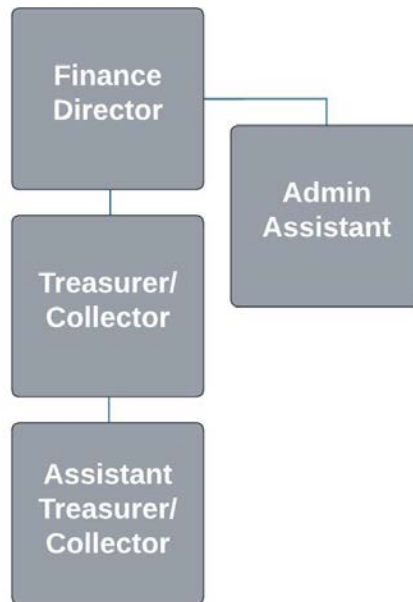 Finance
Director
Admin
Assistant
Treasurer/
Collector
Assistant
Treasurer/
Collector